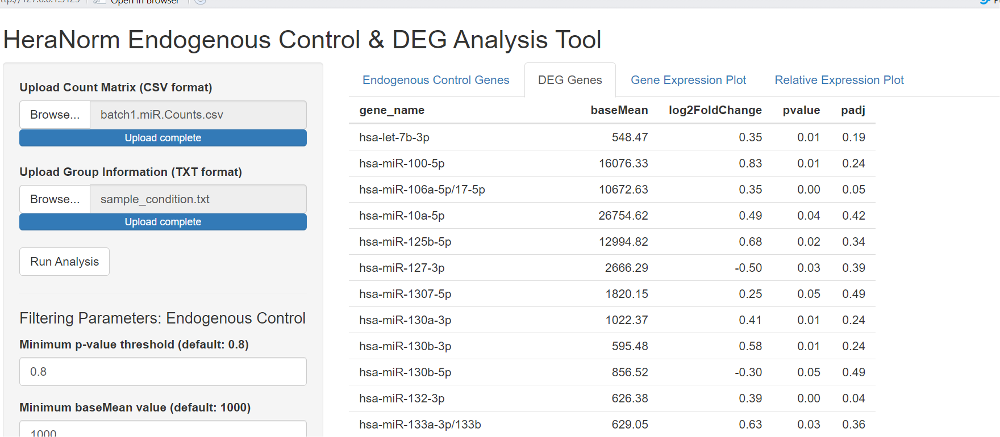 Open in Browser
HeraNorm Endogenous Control & DEG Analysis Tool
Upload Count Matrix (CSV format)
Browse... batch1.miR.Counts.csv
Upload complete
Upload Group Information (TXT format)
Browse... sample_condition.txt
Upload complete
Run Analysis
Filtering Parameters: Endogenous Control
Minimum p-value threshold (default: 0.8)
0.8
Minimum baseMean value (default: 1000)
1000
Endogenous Control Genes DEG Genes Gene Expression Plot Relative Expression Plot
gene_name baseMean log2FoldChange pvalue padj
hsa-let-7b-3p 548.47 0.35 0.01 0.19
hsa-miR-100-5p 16076.33 0.83 0.01 0.24
hsa-miR-106a-5p/17-5p 10672.63 0.35 0.00 0.05
hsa-miR-10a-5p 26754.62 0.49 0.04 0.42
hsa-miR-125b-5p 12994.82 0.68 0.02 0.34
hsa-miR-127-3p 2666.29 -0.50 0.03 0.39
hsa-miR-1307-5p 1820.15 0.25 0.05 0.49
hsa-miR-130a-3p 1022.37 0.41 0.01 0.24
hsa-miR-130b-3p 595.48 0.58 0.01 0.24
hsa-miR-130b-5p 856.52 -0.30 0.05 0.49
hsa-miR-132-3p 626.38 0.39 0.00 0.04
hsa-miR-133a-3p/133b 629.05 0.63 0.03 0.36